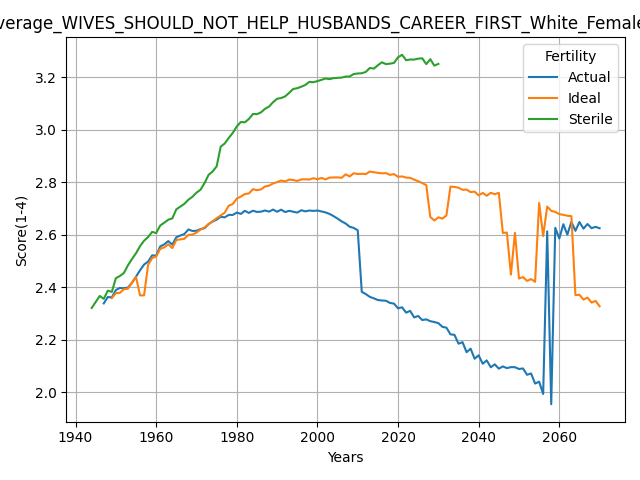 verage_WIVES_SHOULD_NOT_HELP_HUSBANDS_CAREER_FIRST_White_Female
Fertility
Actual
Ideal
Sterile
Score(1-4)
3.2
3.0
2.8
2.6
2.4
2.2
2.0
1940 1960 1980 2000 2020 2040 2060
Years